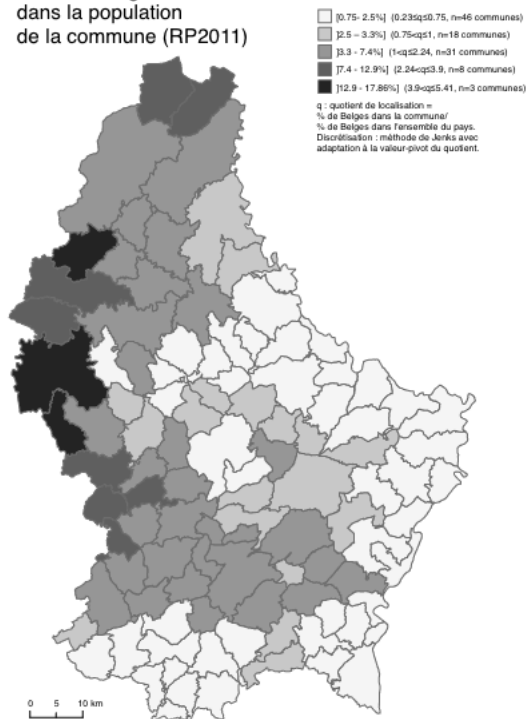 dans la population
de la commune (RP2011)
[0.75- 2.5%] (0.23≤q≤0.75, n=46 communes)
]2.5 – 3.3%] (0.75<q≤1, n=18 communes)
]3.3 - 7.4%] (1<q≤2.24, n=31 communes)
]7.4 - 12.9%] (2.24<q≤3.9, n=8 communes)
]12.9 - 17.86%] (3.9<q≤5.41, n=3 communes)
q : quotient de localisation =
% de Belges dans la commune/
% de Belges dans l'ensemble du pays.
Discrétisation : méthode de Jenks avec
adaptation à la valeur-pivot du quotient.
0 5 10 km